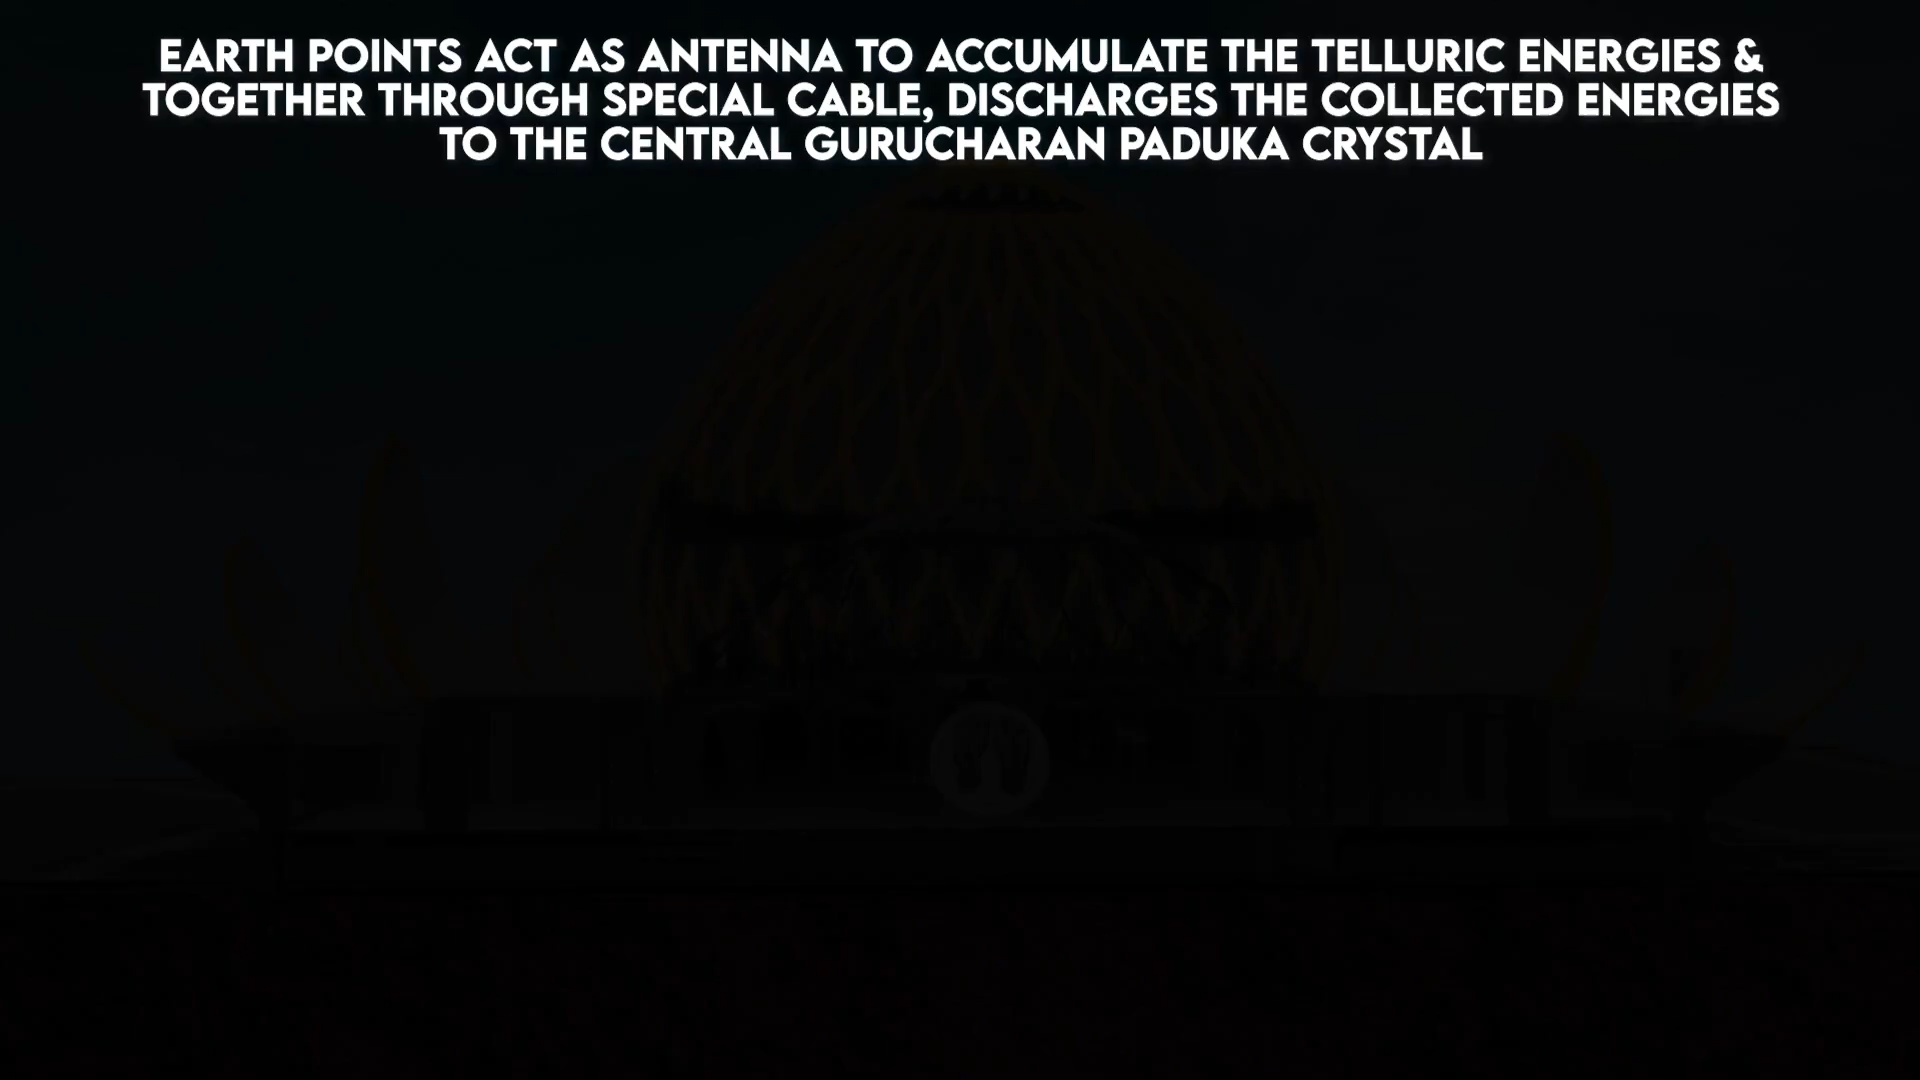 EARTH POINTS ACT AS ANTENNA TO ACCUMULATE THE TELLURIC ENERGIES &
TOGETHER THROUGH SPECIAL CABLE, DISCHARGES THE COLLECTED ENERGIES
TO THE CENTRAL GURUCHARAN PADUKA CRYSTAL